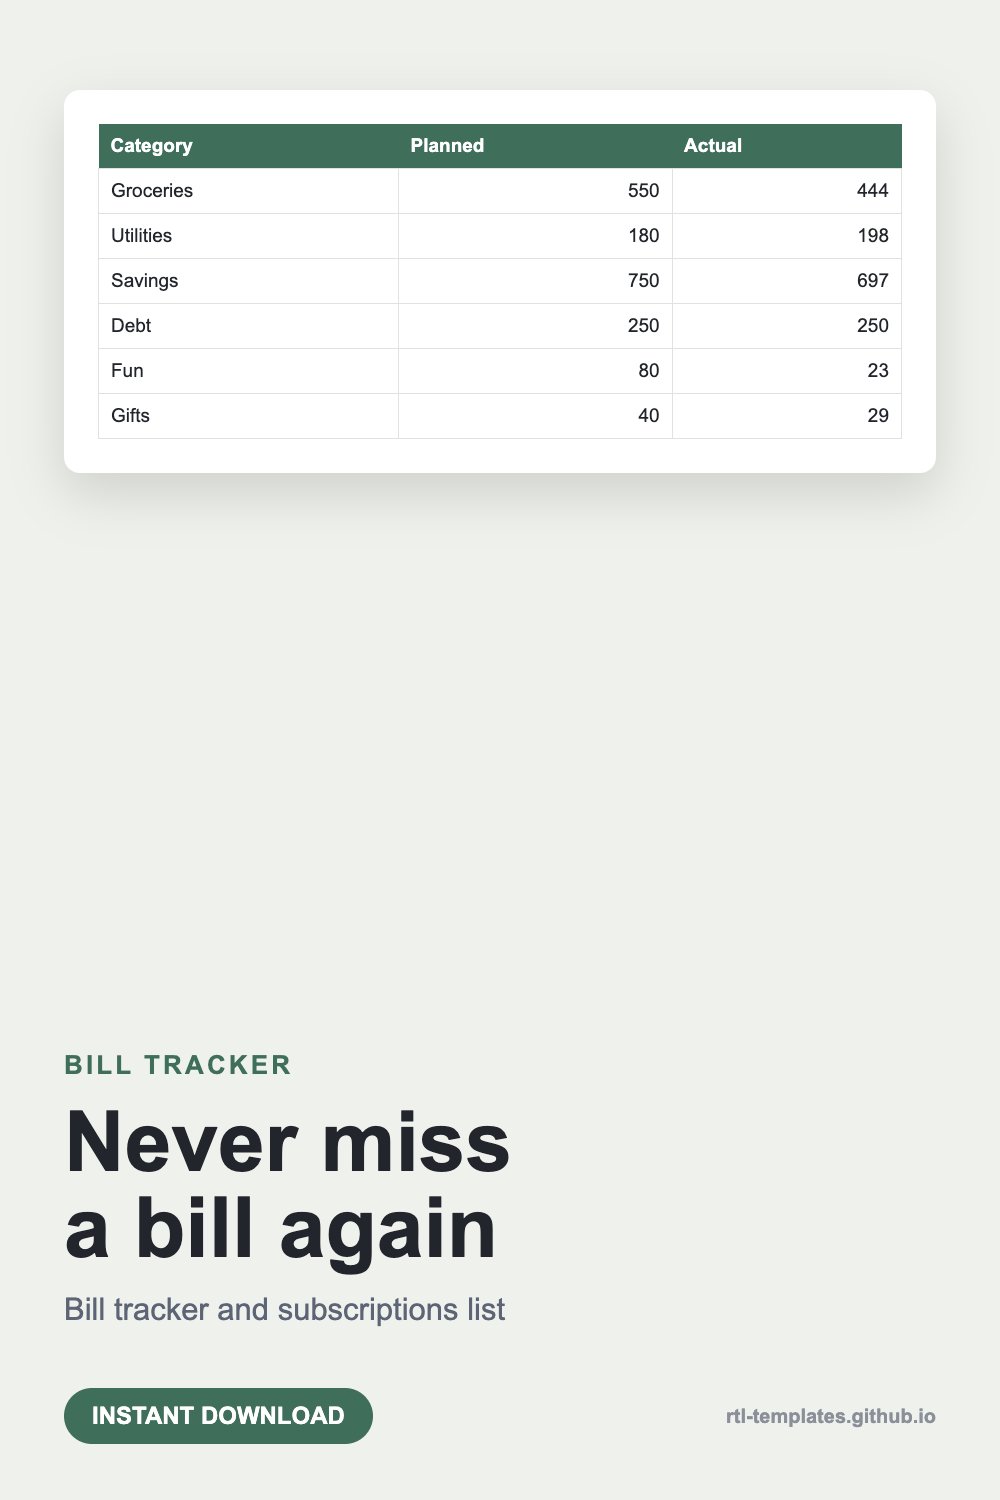 Category Planned Actual
Groceries 550 444
Utilities 180 198
Savings 750 697
Debt 250 250
Fun 80 23
Gifts 40 29
BILL TRACKER
Never miss
a bill again
Bill tracker and subscriptions list
INSTANT DOWNLOAD
rtl-templates.github.io